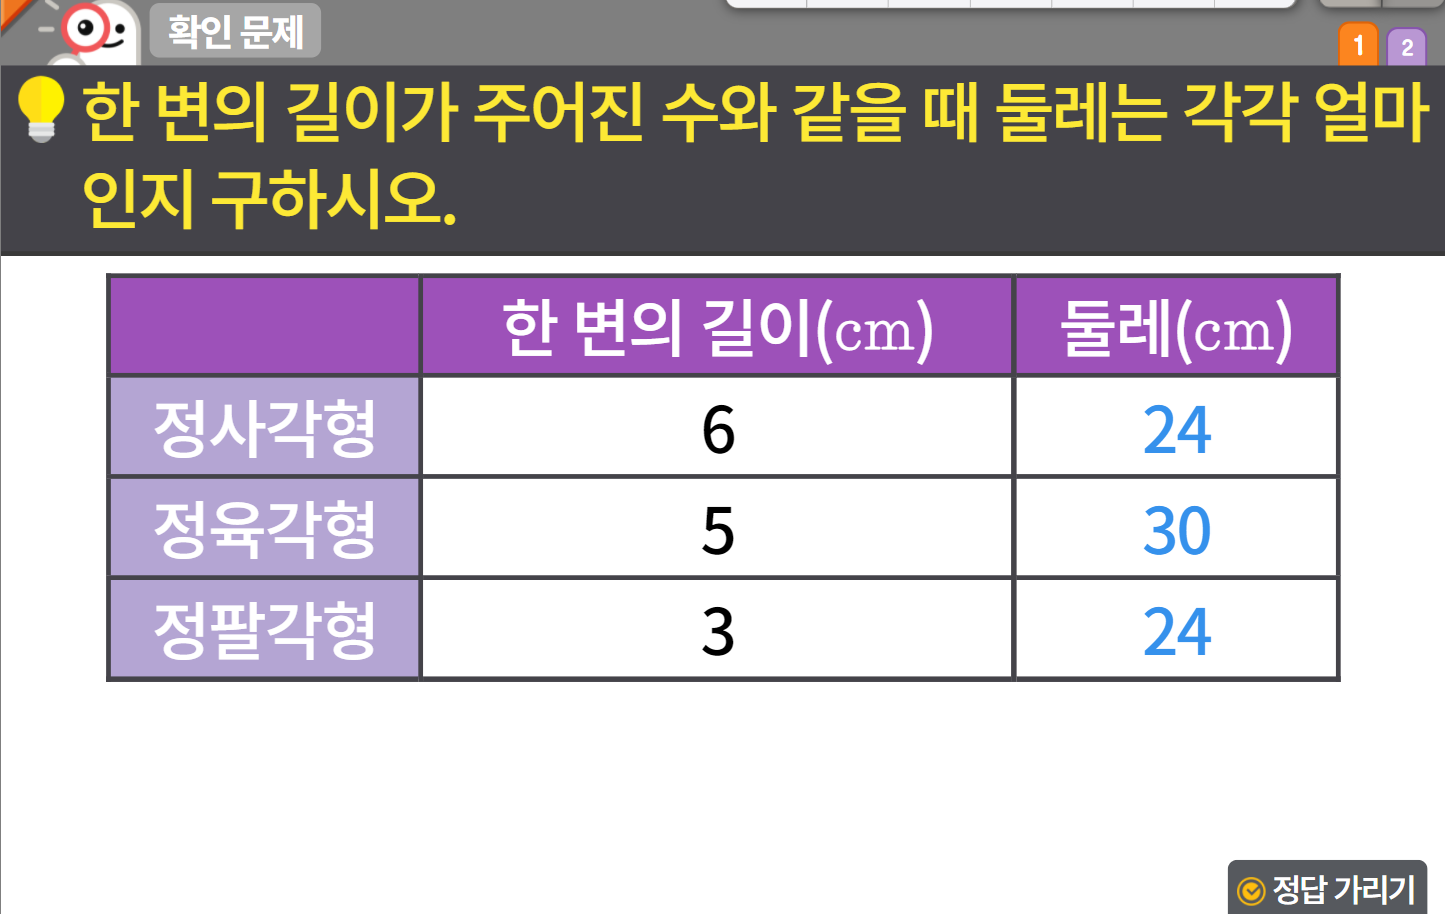 확인 문제
1 2
한 변의 길이가 주어진 수와 같을 때 둘레는 각각 얼마
인지 구하시오.
한 변의 길이(cm) 둘레(cm)
정사각형 6 24
정육각형 5 30
정팔각형 3 24
정답 가리기